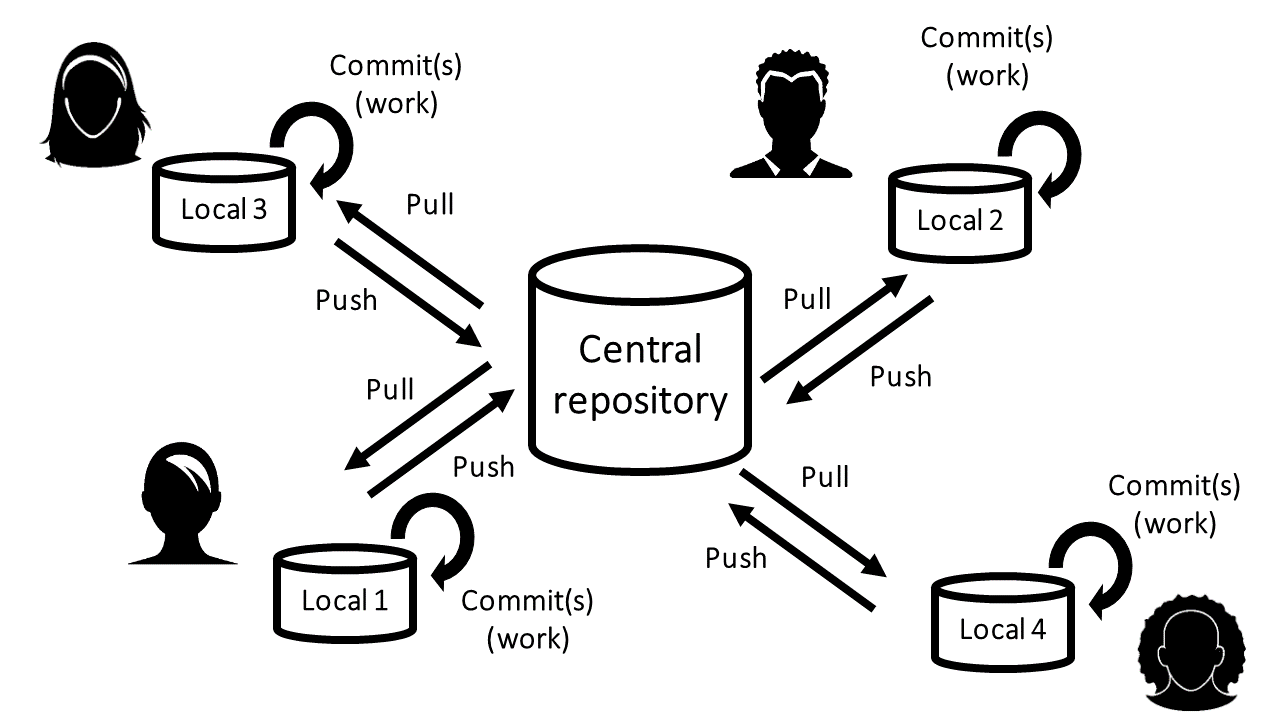 Commit(s)
(work)
Local 3
Pull
Push
Commit(s)
(work)
Local 2
Pull
Push
Central
repository
Pull
Push
Local 1
Commit(s)
(work)
Pull
Push
Commit(s)
(work)
Local 4